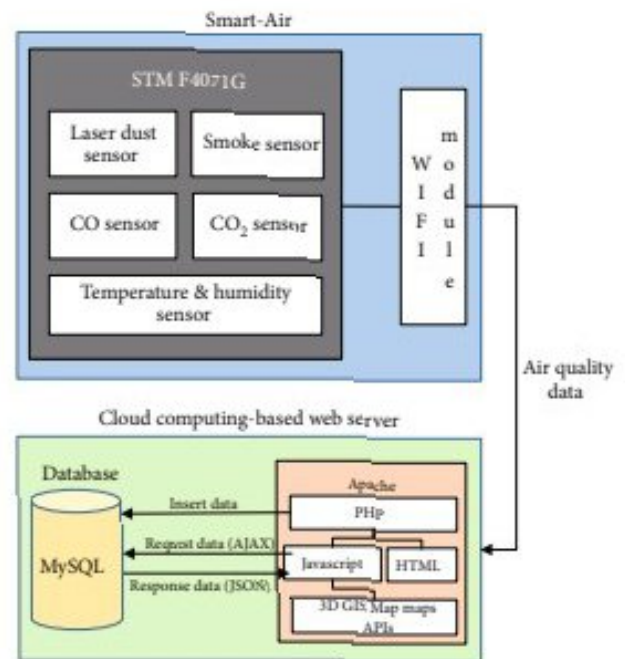 Smart-Air
STM F4071G
Laser dust
sensor
Smoke sensor
CO sensor
CO₂ sensor
Temperature & humidity
sensor
WIFI
module
Air quality
data
Cloud computing-based web server
Database
MySQL
Insert data
Request data (AJAX)
Response data (JSON)
Apache
PHP
Javascript
HTML
3D GIS Map maps
APIs